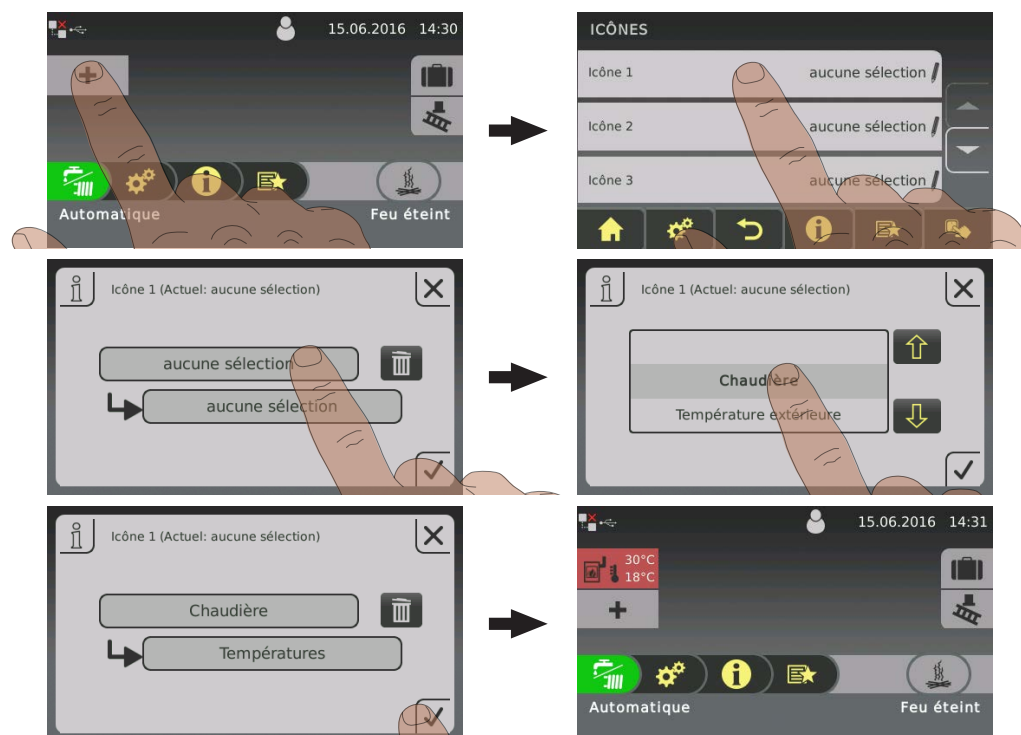 15.06.2016 14:30
Automatique
Feu éteint
ICÔNES
Icône 1 aucune sélection
Icône 2 aucune sélection
Icône 3 aucune sélection
Icône 1 (Actuel: aucune sélection)
aucune sélection
aucune sélection
Icône 1 (Actuel: aucune sélection)
Chaudière
Température extérieure
Icône 1 (Actuel: aucune sélection)
Chaudière
Températures
15.06.2016 14:31
30°C
18°C
Automatique
Feu éteint